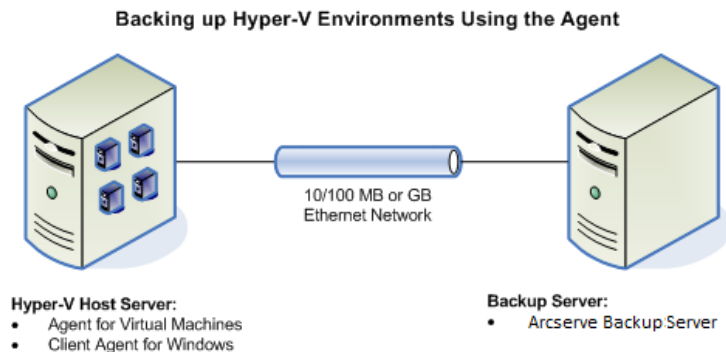 Backing up Hyper-V Environments Using the Agent
10/100 MB or GB
Ethernet Network
Hyper-V Host Server:
• Agent for Virtual Machines
• Client Agent for Windows
Backup Server:
• Arcserve Backup Server